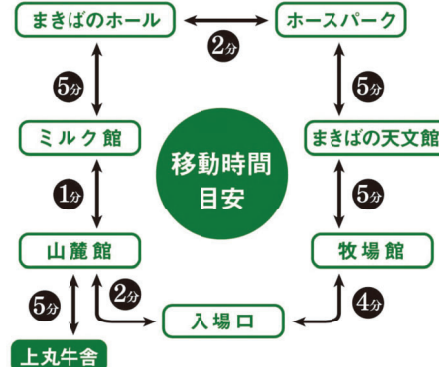 まきばのホール
ホースパーク
2分
5分
5分
ミルク館
まきばの天文館
移動時間
目安
1分
5分
山麓館
牧場館
5分
2分
4分
入場口
上丸牛舎